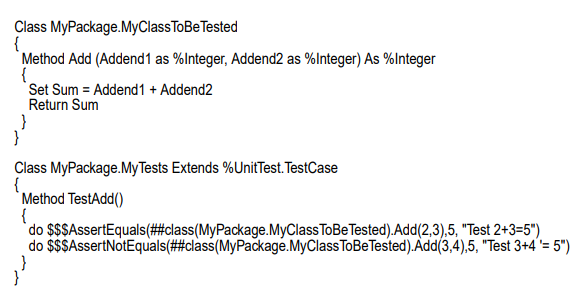 Class MyPackage.MyClassToBeTested
{
Method Add (Addend1 as %Integer, Addend2 as %Integer) As %Integer
{
Set Sum = Addend1 + Addend2
Return Sum
}
}
Class MyPackage.MyTests Extends %UnitTest.TestCase
{
Method TestAdd()
{
do $$$AssertEquals(##class(MyPackage.MyClassToBeTested).Add(2,3),5, "Test 2+3=5")
do $$$AssertNotEquals(##class(MyPackage.MyClassToBeTested).Add(3,4),5, "Test 3+4 '= 5")
}
}